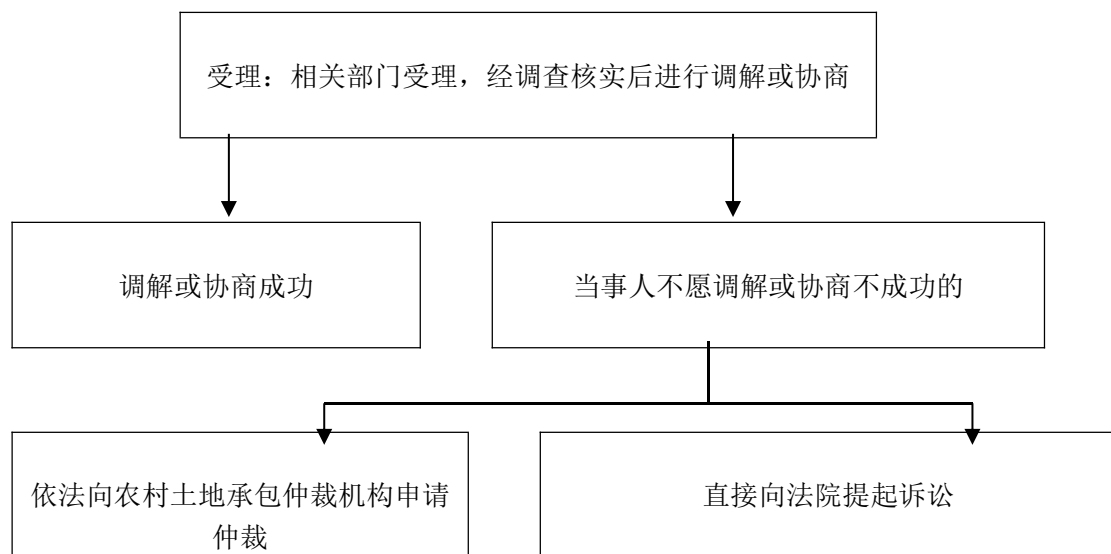 受理：相关部门受理，经调查核实后进行调解或协商
调解或协商成功
当事人不愿调解或协商不成功的
依法向农村土地承包仲裁机构申请
仲裁
直接向法院提起诉讼